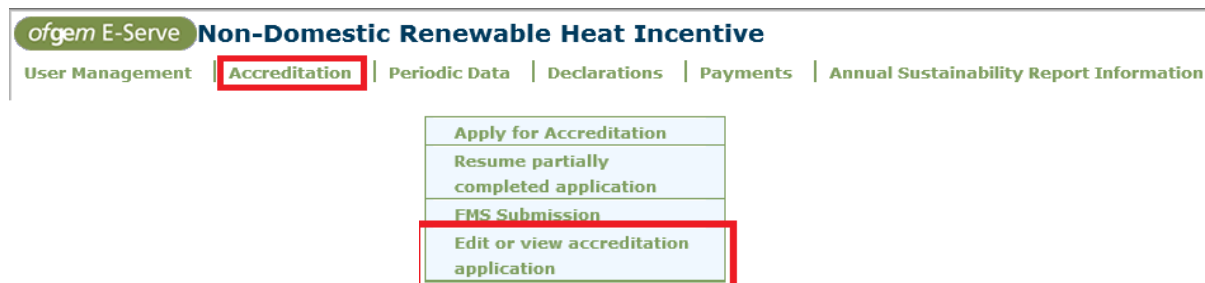 ofgem E-Serve Non-Domestic Renewable Heat Incentive
User Management | Accreditation | Periodic Data | Declarations | Payments | Annual Sustainability Report Information
Apply for Accreditation
Resume partially
completed application
FMS Submission
Edit or view accreditation
application